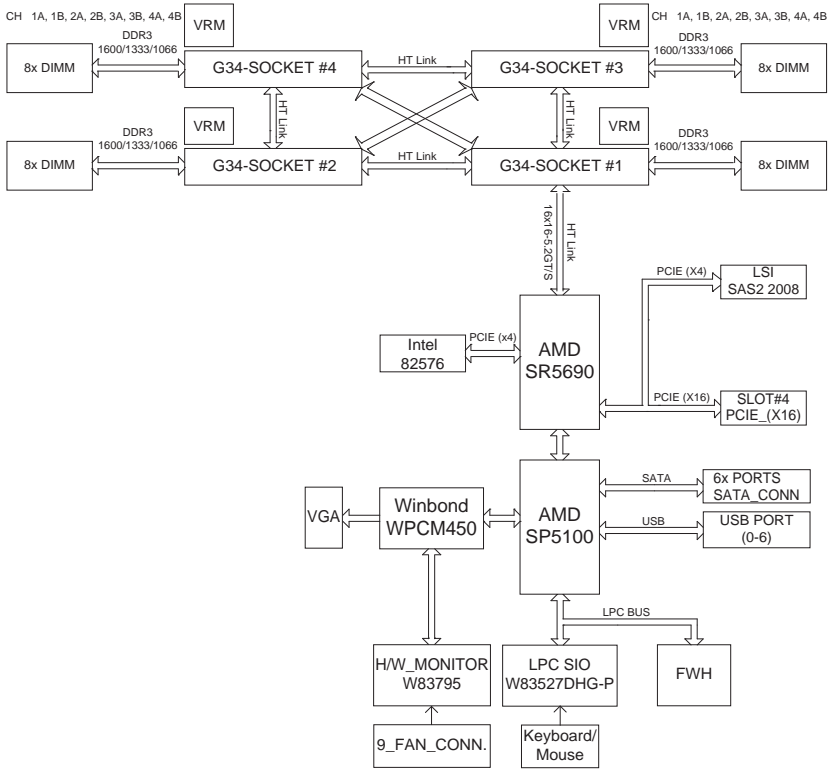 CH 1A, 1B, 2A, 2B, 3A, 3B, 4A, 4B
VRM
VRM
CH 1A, 1B, 2A, 2B, 3A, 3B, 4A, 4B
DDR3
1600/1333/1066
DDR3
1600/1333/1066
8x DIMM
G34-SOCKET #4
HT Link
G34-SOCKET #3
8x DIMM
HT Link
HT Link
VRM
VRM
DDR3
1600/1333/1066
DDR3
1600/1333/1066
8x DIMM
G34-SOCKET #2
HT Link
G34-SOCKET #1
8x DIMM
16x16-5.2GT/S
HT Link
PCIE (X4)
LSI
SAS2 2008
Intel
82576
PCIE (x4)
AMD
SR5690
PCIE (X16)
SLOT#4
PCIE_(X16)
VGA
Winbond
WPCM450
AMD
SP5100
SATA
6x PORTS
SATA_CONN
USB
USB PORT
(0-6)
LPC BUS
H/W_MONITOR
W83795
LPC SIO
W83527DHG-P
FWH
9_FAN_CONN.
Keyboard/
Mouse